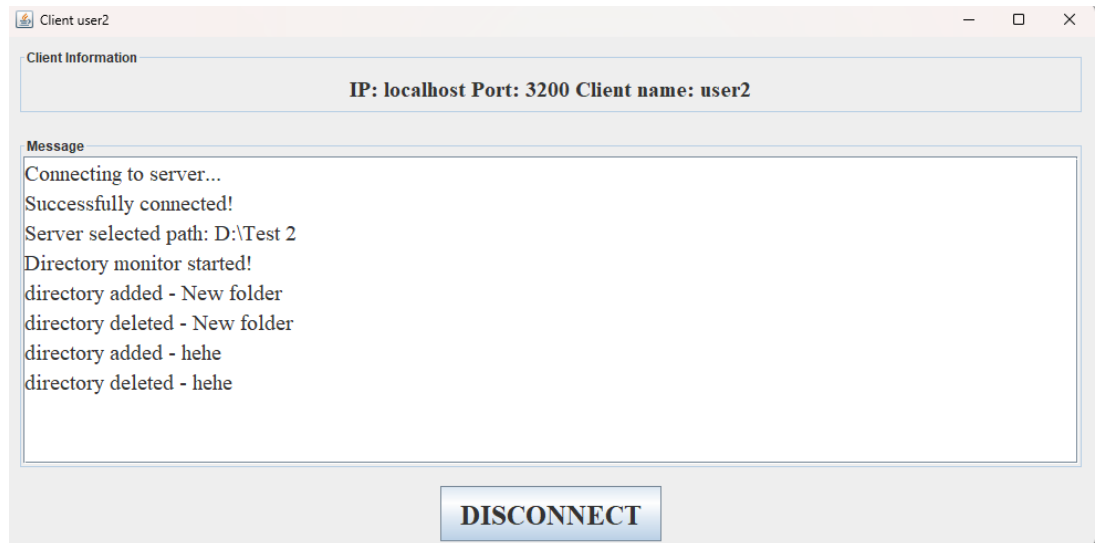 Client user2
Client Information
IP: localhost Port: 3200 Client name: user2
Message
Connecting to server...
Successfully connected!
Server selected path: D:\Test 2
Directory monitor started!
directory added - New folder
directory deleted - New folder
directory added - hehe
directory deleted - hehe
DISCONNECT